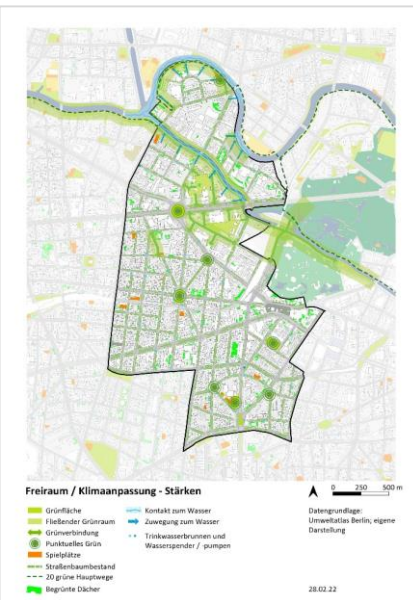 Freiraum / Klimaanpassung - Stärken
0 250 500 m
Grünfläche
Fließender Grünraum
Grünverbindung
Punktuelles Grün
Spielplätze
Straßenbaumbestand
20 grüne Hauptwege
Begrünte Dächer
Kontakt zum Wasser
Zuwegung zum Wasser
Trinkwasserbrunnen und
Wasserspender / -pumpen
Datengrundlage:
Umweltatlas Berlin; eigene
Darstellung
28.02.22